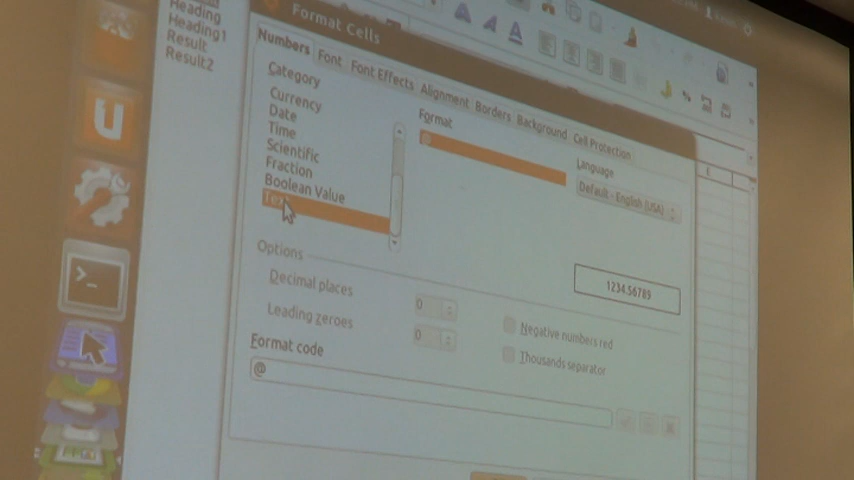 Heading
Heading1
Result
Result2
Format Cells
Numbers
Font
Font Effects
Alignment
Borders
Background
Cell Protection
Category
Currency
Date
Time
Scientific
Fraction
Boolean Value
Format
@
Language
Default - English (USA)
1234.56789
Options
Decimal places
0
Leading zeroes
0
Negative numbers red
Thousands separator
Format code
@
E